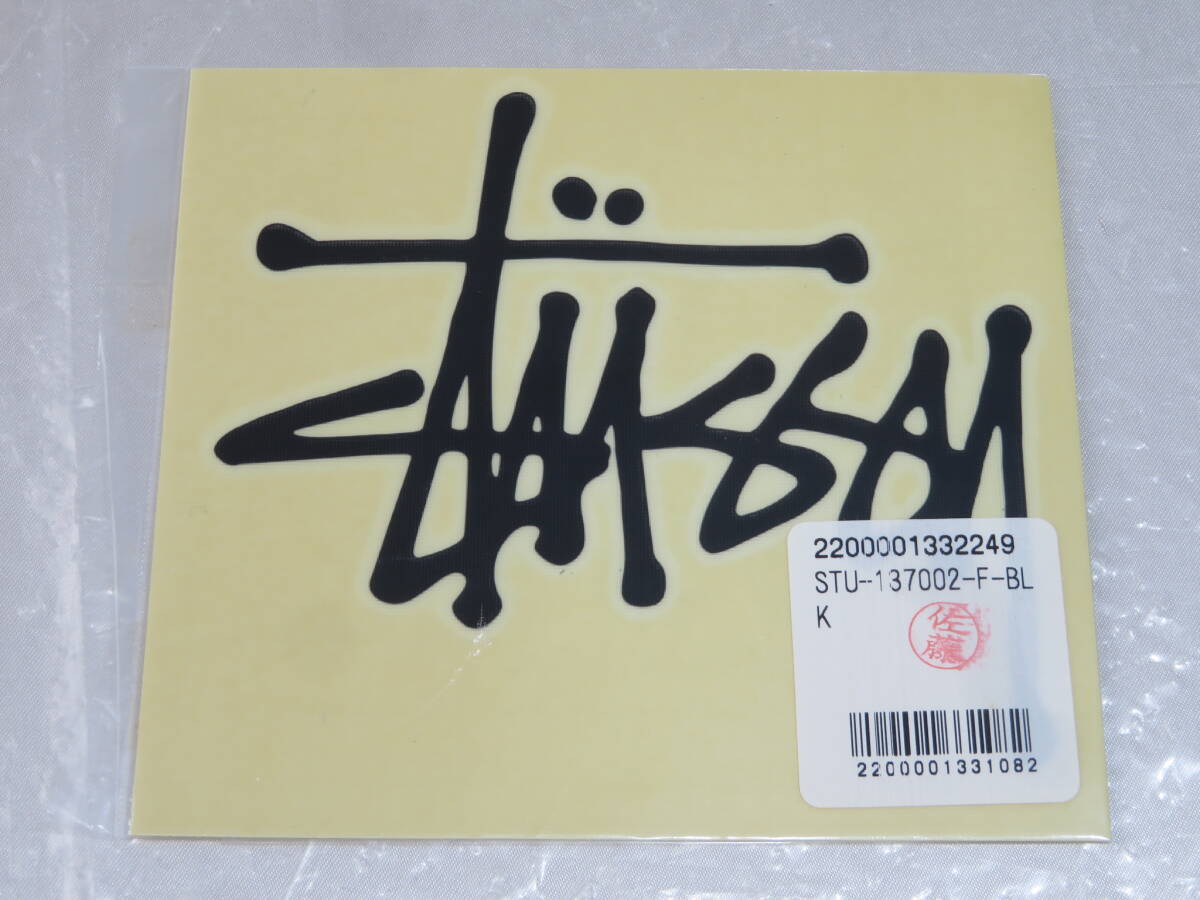 Stüssy
2200001332249
STU-137002-F-BL
K
佐藤
2200001331082